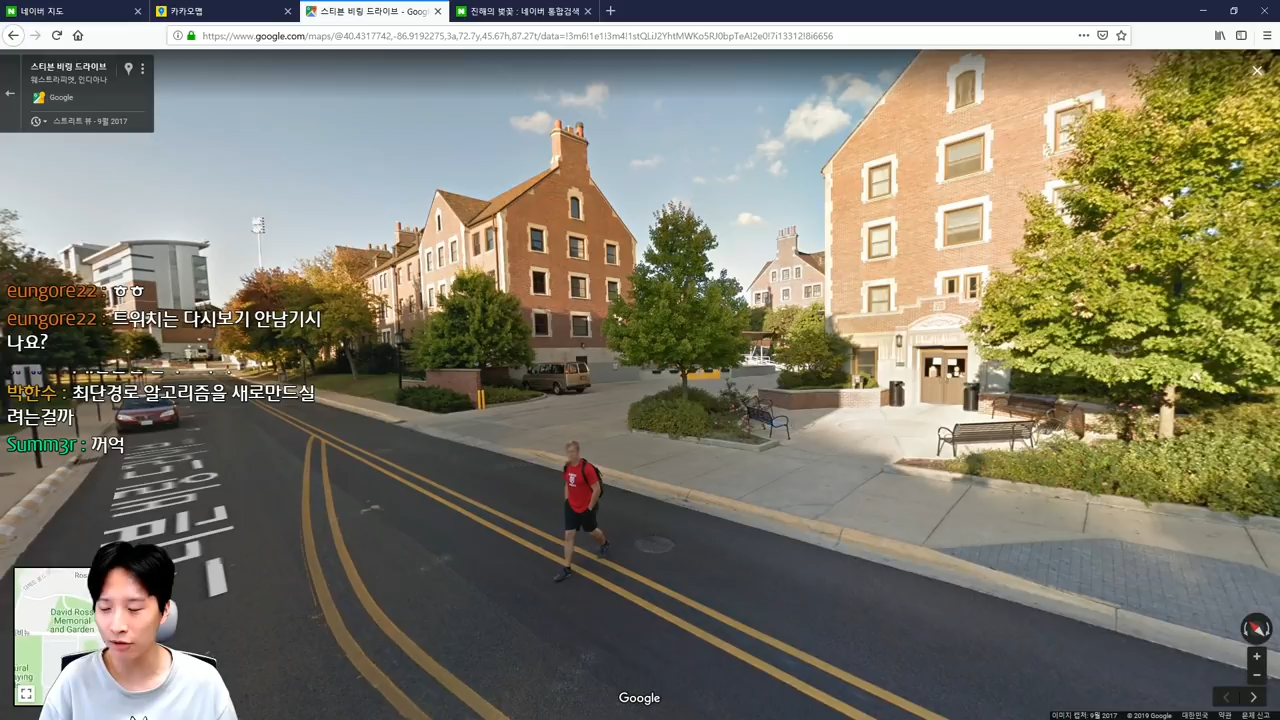 네이버 지도
카카오맵
스티븐 비링 드라이브 - Goog
진해의 벚꽃 : 네이버 통합검색
https://www.google.com/maps/@40.4317742,-86.9192275,3a,72.7y,45.67h,87.27t/data=!3m6!1e1!3m4!1stQLiJ2YhtMWKo5RJ0bpTeA!2e0!7i13312!8i6656
스티븐 비링 드라이브
웨스트라피엣, 인디아나
Google
스트리트 뷰 - 9월 2017
eungore22 : ㅎㅎ
eungore22 : 트위치는 다시보기 안남기시
나요?
박한수 : 최단경로 알고리즘을 새로만드실
려는걸까
Summ3r : 꺼억
David Ross
Memorial
and Garden
Google
이미지 캡처: 9월 2017 © 2019 Google 대한민국 약관 문제 신고